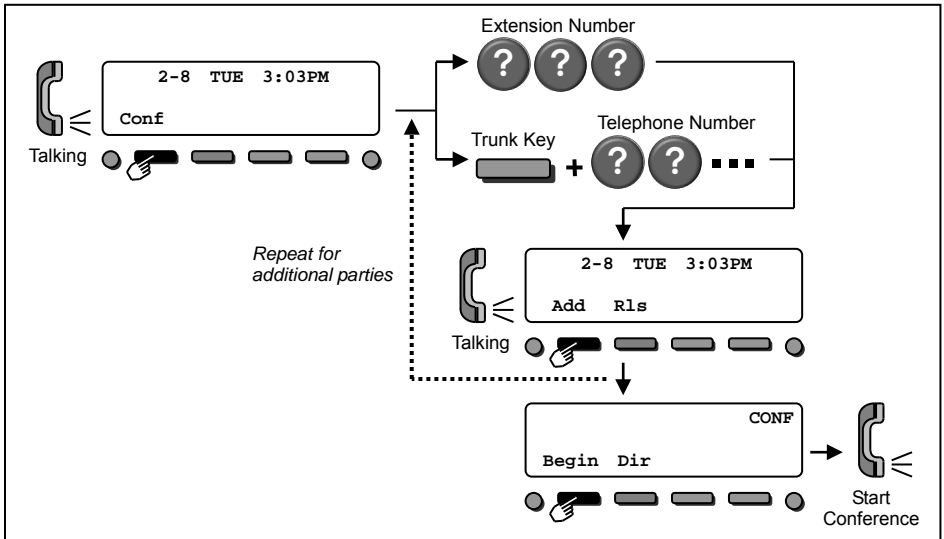 Extension Number
? ? ?
2-8 TUE 3:03PM
Conf
Talking
Trunk Key
+
Telephone Number
? ? ...
Repeat for
additional parties
2-8 TUE 3:03PM
Add Rls
Talking
CONF
Begin Dir
Start
Conference